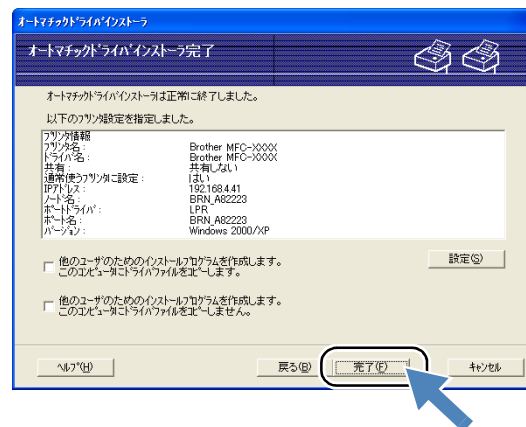 オートマチックドライバインストーラ
オートマチックドライバインストーラ完了
オートマチックドライバインストーラは正常に終了しました。
以下のプリンタ設定を指定しました。
プリンタ情報
プリンタ名: Brother MFC-XXXX
ドライバ名: Brother MFC-XXXX
共有: 共有しない
通常使うプリンタに設定: はい
IPアドレス: 192.168.4.41
ノード名: BRN_A82223
ポートドライバ: LPR
ポート名: BRN_A82223
バージョン: Windows 2000/XP
他のユーザのためのインストールプログラムを作成します。
このコンピュータにドライバファイルをコピーします。
設定(S)
他のユーザのためのインストールプログラムを作成します。
このコンピュータにドライバファイルをコピーしません。
ヘルプ(H)
戻る(B)
完了(F)
キャンセル